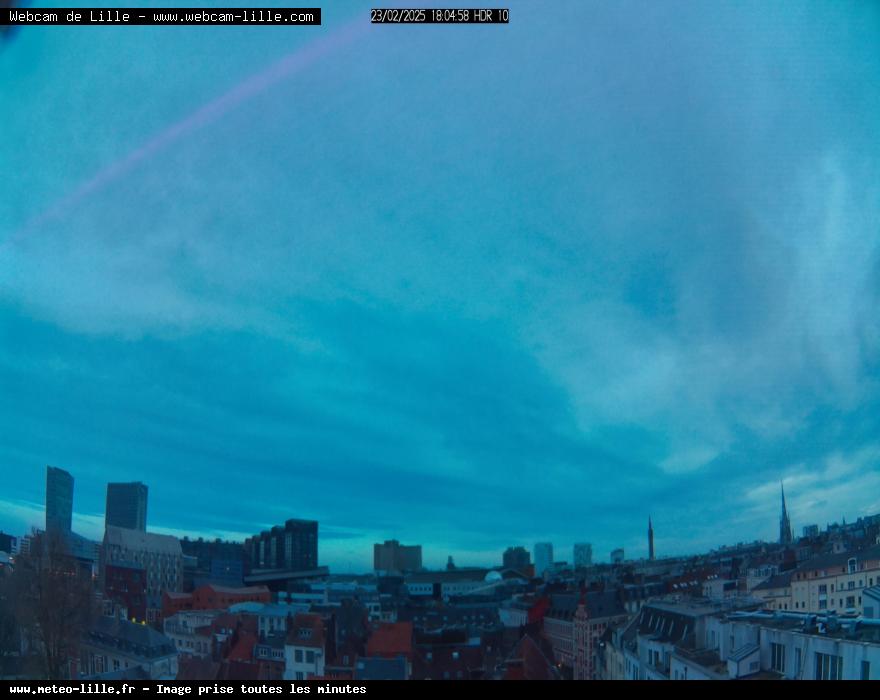 Webcam de Lille - www.webcam-lille.com
23/02/2025 18:04:58 HDR 10
www.meteo-lille.fr - Image prise toutes les minutes